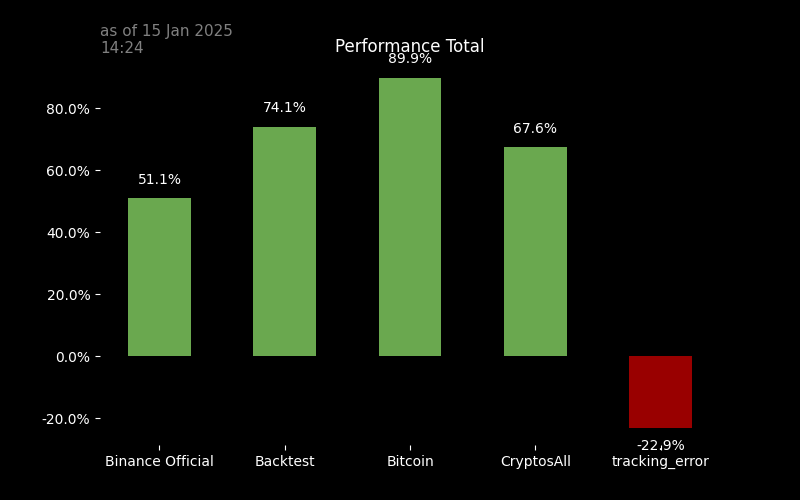 as of 15 Jan 2025
14:24
Performance Total
89.9%
80.0%
74.1%
67.6%
60.0%
51.1%
40.0%
20.0%
0.0%
-20.0%
-22.9%
Binance Official
Backtest
Bitcoin
CryptosAll
tracking_error